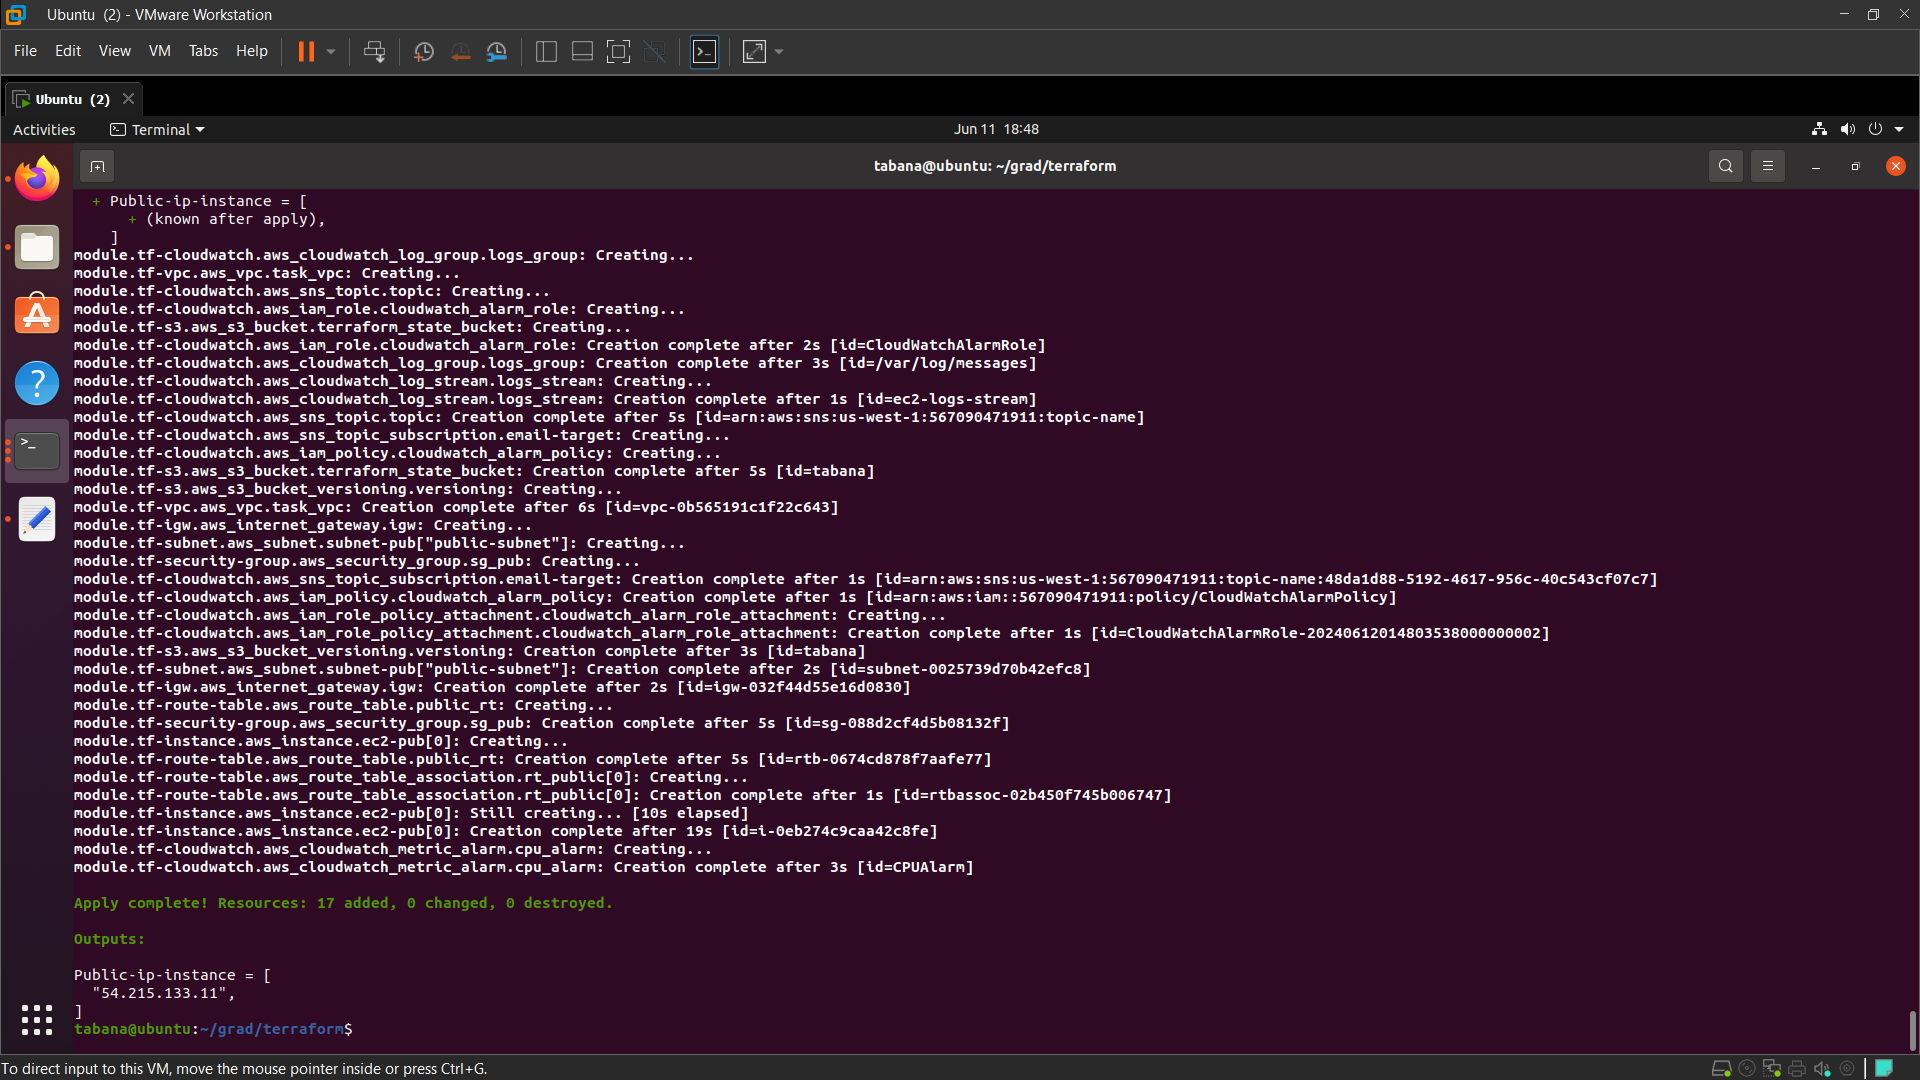 Ubuntu (2) - VMware Workstation
File Edit View VM Tabs Help
Ubuntu (2)
Activities Terminal Jun 11 18:48
tabana@ubuntu: ~/grad/terraform
+ Public-ip-instance = [
+ (known after apply),
]
module.tf-cloudwatch.aws_cloudwatch_log_group.logs_group: Creating...
module.tf-vpc.aws_vpc.task_vpc: Creating...
module.tf-cloudwatch.aws_sns_topic.topic: Creating...
module.tf-cloudwatch.aws_iam_role.cloudwatch_alarm_role: Creating...
module.tf-s3.aws_s3_bucket.terraform_state_bucket: Creating...
module.tf-cloudwatch.aws_iam_role.cloudwatch_alarm_role: Creation complete after 2s [id=CloudWatchAlarmRole]
module.tf-cloudwatch.aws_cloudwatch_log_group.logs_group: Creation complete after 3s [id=/var/log/messages]
module.tf-cloudwatch.aws_cloudwatch_log_stream.logs_stream: Creating...
module.tf-cloudwatch.aws_cloudwatch_log_stream.logs_stream: Creation complete after 1s [id=ec2-logs-stream]
module.tf-cloudwatch.aws_sns_topic.topic: Creation complete after 5s [id=arn:aws:sns:us-west-1:567090471911:topic-name]
module.tf-cloudwatch.aws_sns_topic_subscription.email-target: Creating...
module.tf-cloudwatch.aws_iam_policy.cloudwatch_alarm_policy: Creating...
module.tf-s3.aws_s3_bucket.terraform_state_bucket: Creation complete after 5s [id=tabana]
module.tf-s3.aws_s3_bucket_versioning.versioning: Creating...
module.tf-vpc.aws_vpc.task_vpc: Creation complete after 6s [id=vpc-0b565191c1f22c643]
module.tf-igw.aws_internet_gateway.igw: Creating...
module.tf-subnet.aws_subnet.subnet-pub["public-subnet"]: Creating...
module.tf-security-group.aws_security_group.sg_pub: Creating...
module.tf-cloudwatch.aws_sns_topic_subscription.email-target: Creation complete after 1s [id=arn:aws:sns:us-west-1:567090471911:topic-name:48da1d88-5192-4617-956c-40c543cf07c7]
module.tf-cloudwatch.aws_iam_policy.cloudwatch_alarm_policy: Creation complete after 1s [id=arn:aws:iam::567090471911:policy/CloudWatchAlarmPolicy]
module.tf-cloudwatch.aws_iam_role_policy_attachment.cloudwatch_alarm_role_attachment: Creating...
module.tf-cloudwatch.aws_iam_role_policy_attachment.cloudwatch_alarm_role_attachment: Creation complete after 1s [id=CloudWatchAlarmRole-20240612014803538000000002]
module.tf-s3.aws_s3_bucket_versioning.versioning: Creation complete after 3s [id=tabana]
module.tf-subnet.aws_subnet.subnet-pub["public-subnet"]: Creation complete after 2s [id=subnet-0025739d70b42efc8]
module.tf-igw.aws_internet_gateway.igw: Creation complete after 2s [id=igw-032f44d55e16d0830]
module.tf-route-table.aws_route_table.public_rt: Creating...
module.tf-security-group.aws_security_group.sg_pub: Creation complete after 5s [id=sg-088d2cf4d5b08132f]
module.tf-instance.aws_instance.ec2-pub[0]: Creating...
module.tf-route-table.aws_route_table.public_rt: Creation complete after 5s [id=rtb-0674cd878f7aafe77]
module.tf-route-table.aws_route_table_association.rt_public[0]: Creating...
module.tf-route-table.aws_route_table_association.rt_public[0]: Creation complete after 1s [id=rtbassoc-02b450f745b006747]
module.tf-instance.aws_instance.ec2-pub[0]: Still creating... [10s elapsed]
module.tf-instance.aws_instance.ec2-pub[0]: Creation complete after 19s [id=i-0eb274c9caa42c8fe]
module.tf-cloudwatch.aws_cloudwatch_metric_alarm.cpu_alarm: Creating...
module.tf-cloudwatch.aws_cloudwatch_metric_alarm.cpu_alarm: Creation complete after 3s [id=CPUAlarm]
Apply complete! Resources: 17 added, 0 changed, 0 destroyed.
Outputs:
Public-ip-instance = [
"54.215.133.11",
]
tabana@ubuntu:~/grad/terraform$
To direct input to this VM, move the mouse pointer inside or press Ctrl+G.